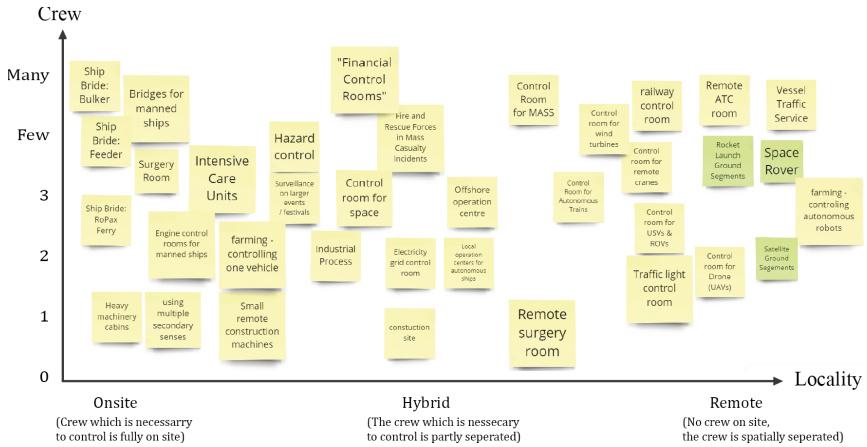 Crew
Many
Few
3
2
1
0
Ship
Bride:
Bulker
Bridges for
manned
ships
Ship
Bride:
Feeder
Surgery
Room
Intensive
Care
Units
Ship Bride:
RoPax
Ferry
Engine control
rooms for
manned ships
farming -
controlling
one vehicle
Heavy
machinery
cabins
using
multiple
secondary
senses
Small
remote
construction
machines
Hazard
control
Surveillance
on larger
events
/ festivals
"Financial
Control
Rooms"
Fire and
Rescue Forces
in Mass
Casualty
Incidents
Control
room for
space
Industrial
Process
Electricity
grid control
room
Offshore
operation
centre
Local
operation
centers for
autonomous
ships
constuction
site
Control
Room
for MASS
Remote
surgery
room
Control
room for
wind
turbines
Control
Room for
Autonomous
Trains
railway
control
room
Control
room for
remote
cranes
Control
room for
USVs &
ROVs
Traffic light
control
room
Remote
ATC
room
Rocket
Launch
Ground
Segments
Control
room for
Drone
(UAVs)
Vessel
Traffic
Service
Space
Rover
farming -
controling
autonomous
robots
Satellite
Ground
Segements
Locality
Onsite
(Crew which is necessarry
to control is fully on site)
Hybrid
(The crew which is nessecary
to control is partly seperated)
Remote
(No crew on site,
the crew is spatially seperated)